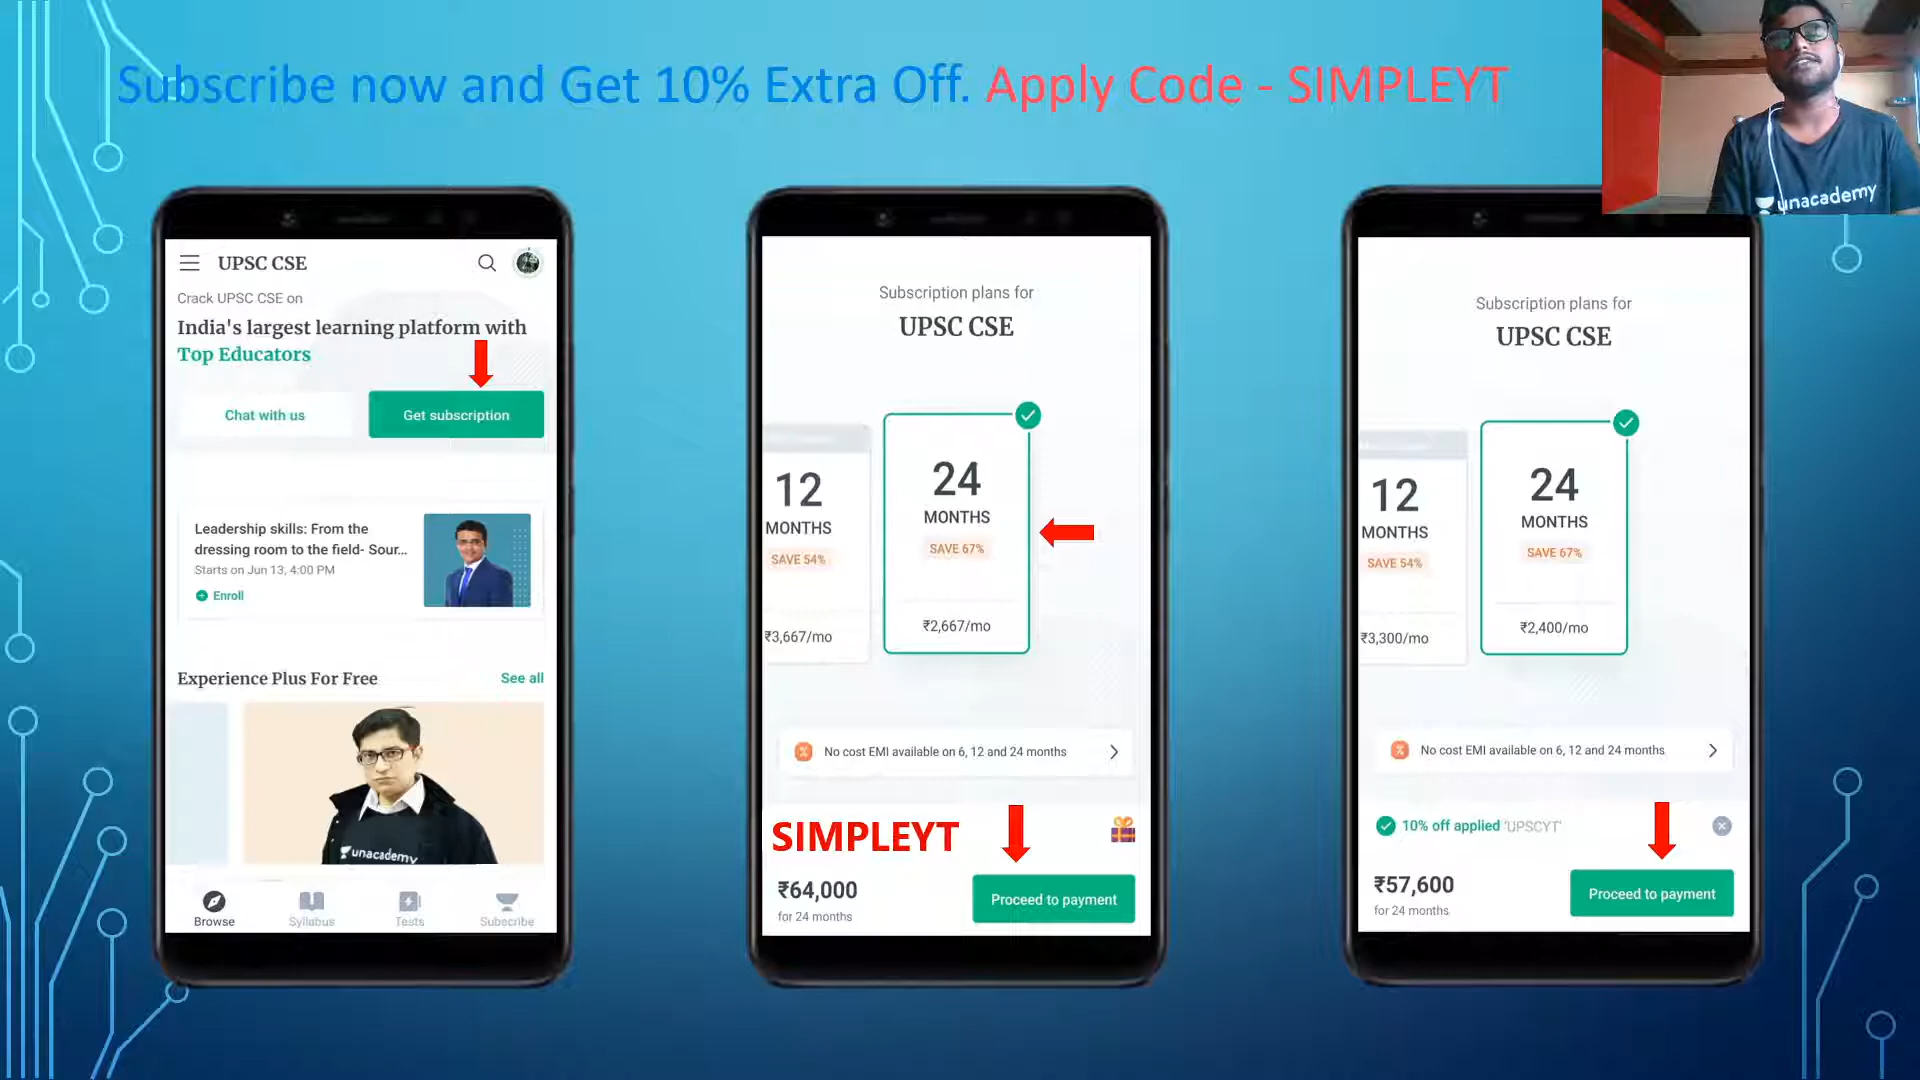 Subscribe now and Get 10% Extra Off. Apply Code - SIMPLEYT
unacademy
UPSC CSE
Crack UPSC CSE on
India's largest learning platform with
Top Educators
Chat with us
Get subscription
Leadership skills: From the
dressing room to the field- Sour...
Starts on Jun 13, 4:00 PM
Enroll
Experience Plus For Free
See all
unacademy
Browse
Syllabus
Tests
Subscribe
Subscription plans for
UPSC CSE
12
MONTHS
SAVE 54%
₹3,667/mo
24
MONTHS
SAVE 67%
₹2,667/mo
No cost EMI available on 6, 12 and 24 months
SIMPLEYT
₹64,000
for 24 months
Proceed to payment
Subscription plans for
UPSC CSE
12
MONTHS
SAVE 54%
₹3,300/mo
24
MONTHS
SAVE 67%
₹2,400/mo
No cost EMI available on 6, 12 and 24 months
10% off applied 'UPSCYT'
₹57,600
for 24 months
Proceed to payment